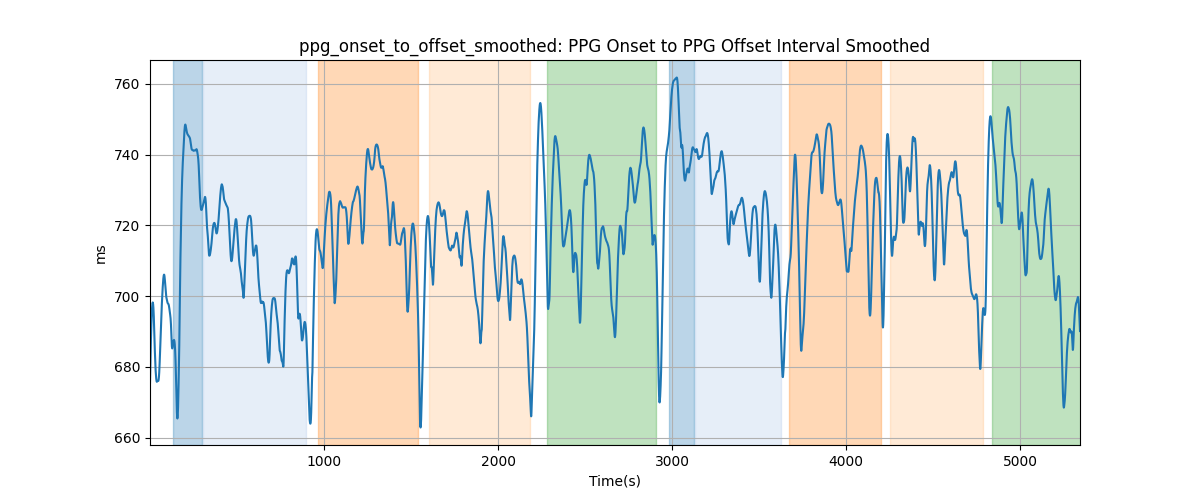 ppg_onset_to_offset_smoothed: PPG Onset to PPG Offset Interval Smoothed
760
740
720
700
680
660
ms
1000 2000 3000 4000 5000
Time(s)